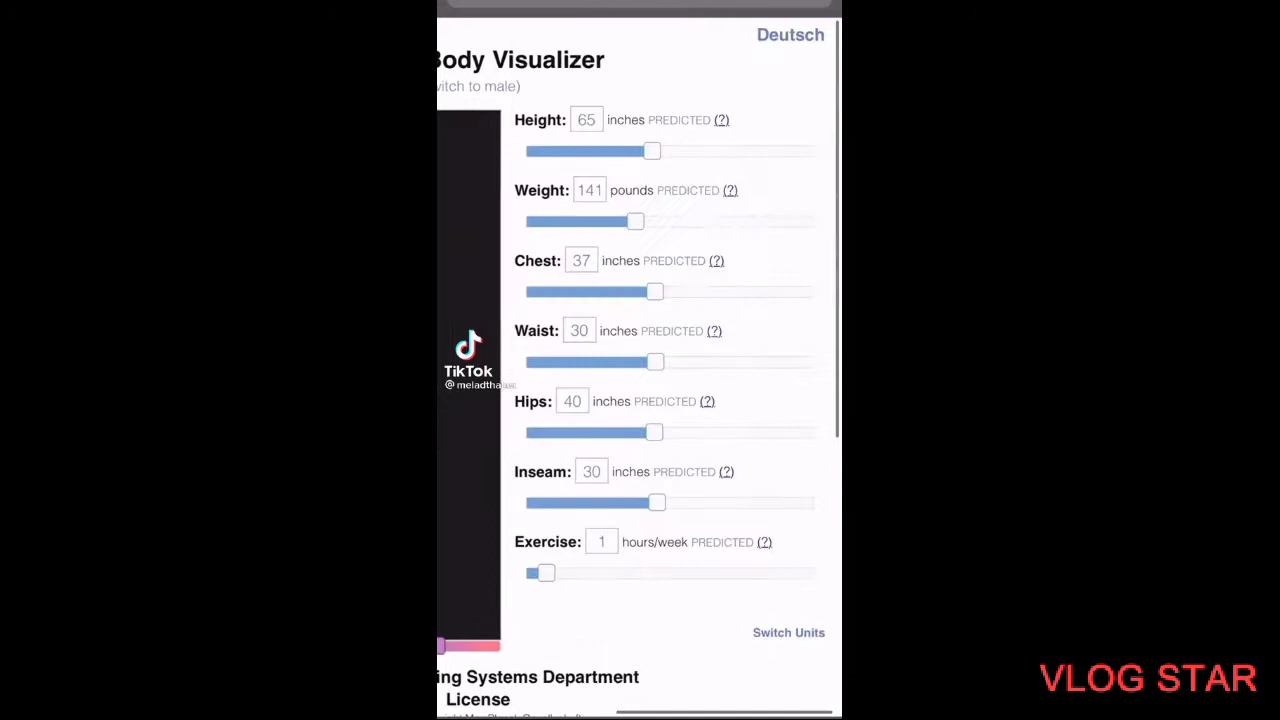 Deutsch
Body Visualizer
witch to male)
Height: 65 inches PREDICTED (?)
Weight: 141 pounds PREDICTED (?)
Chest: 37 inches PREDICTED (?)
Waist: 30 inches PREDICTED (?)
TikTok
Hips: 40 inches PREDICTED (?)
Inseam: 30 inches PREDICTED (?)
Exercise: 1 hours/week PREDICTED (?)
Switch Units
ing Systems Department
License
VLOG STAR